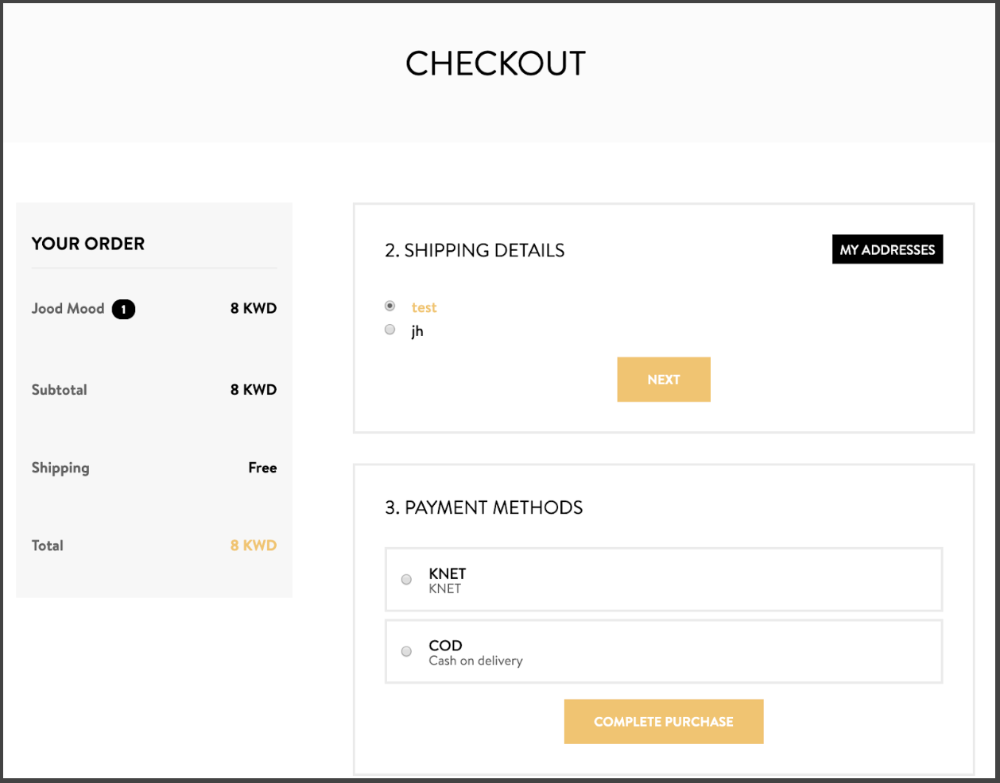 CHECKOUT
YOUR ORDER
Jood Mood 1 8 KWD
Subtotal 8 KWD
Shipping Free
Total 8 KWD
2. SHIPPING DETAILS
MY ADDRESSES
test
jh
NEXT
3. PAYMENT METHODS
KNET
KNET
COD
Cash on delivery
COMPLETE PURCHASE